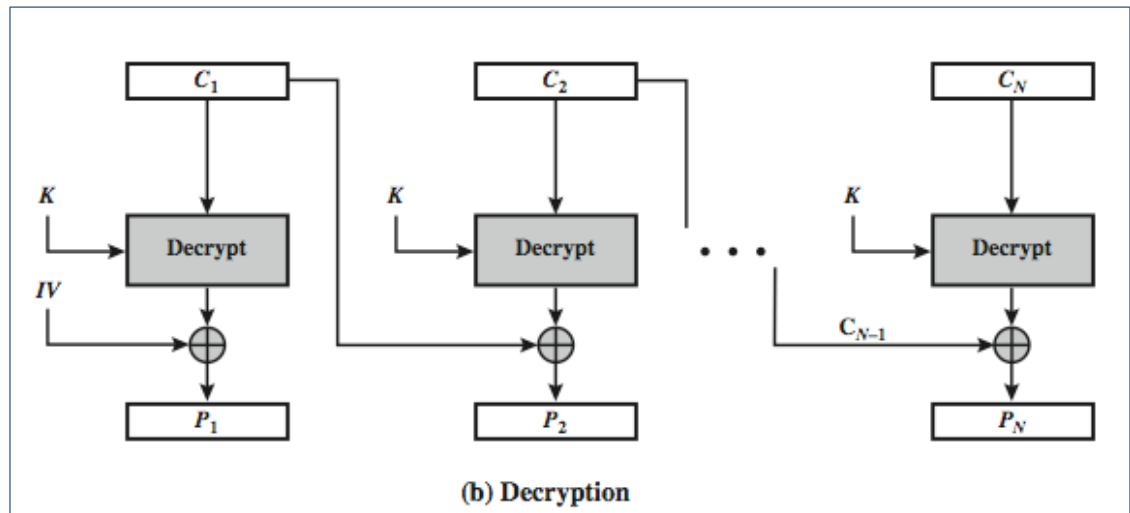 C1 C2 CN
K K K
Decrypt Decrypt Decrypt
IV
CN–1
P1 P2 PN
(b) Decryption